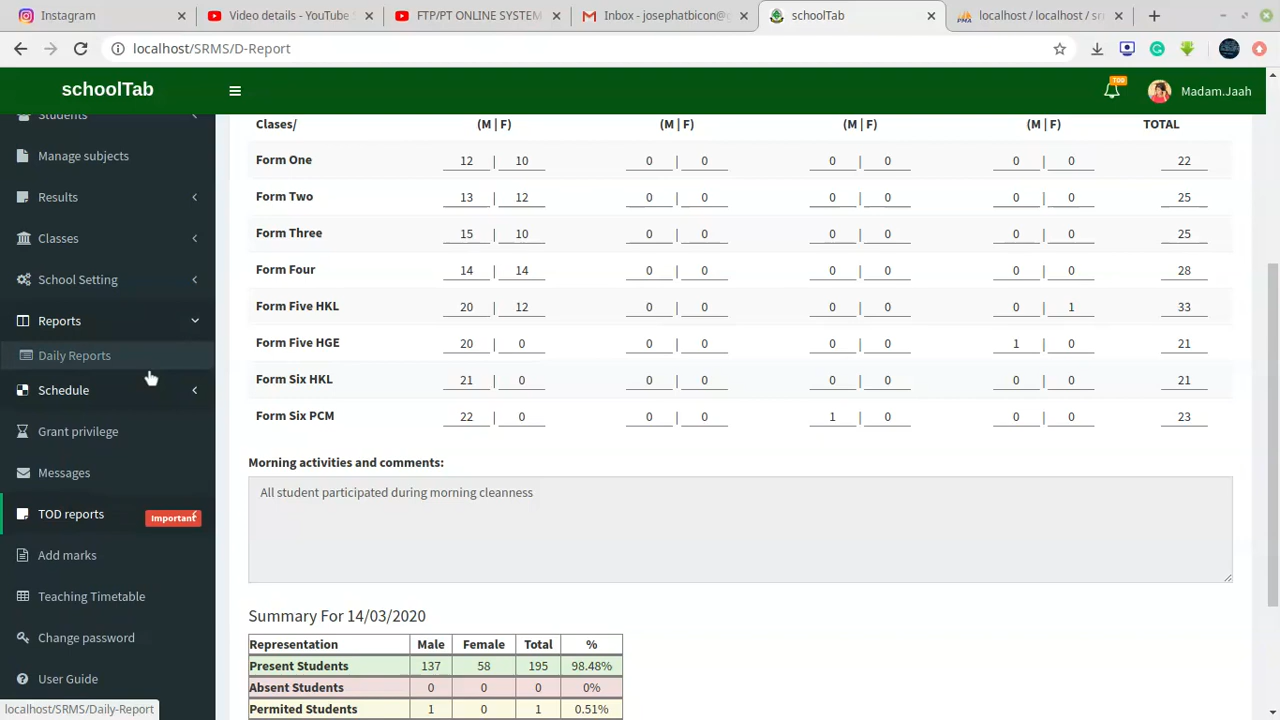 Instagram
Video details - YouTube S
FTP/PT ONLINE SYSTEM
Inbox - josephatbicon@g
schoolTab
localhost / localhost / srm
localhost/SRMS/D-Report
schoolTab
TOD
Madam.Jaah
Students
Manage subjects
Results
Classes
School Setting
Reports
Daily Reports
Schedule
Grant privilege
Messages
TOD reports
Important
Add marks
Teaching Timetable
Change password
User Guide
localhost/SRMS/Daily-Report
Clases/ (M | F) (M | F) (M | F) (M | F) TOTAL
Form One 12 | 10 0 | 0 0 | 0 0 | 0 22
Form Two 13 | 12 0 | 0 0 | 0 0 | 0 25
Form Three 15 | 10 0 | 0 0 | 0 0 | 0 25
Form Four 14 | 14 0 | 0 0 | 0 0 | 0 28
Form Five HKL 20 | 12 0 | 0 0 | 0 0 | 1 33
Form Five HGE 20 | 0 0 | 0 0 | 0 1 | 0 21
Form Six HKL 21 | 0 0 | 0 0 | 0 0 | 0 21
Form Six PCM 22 | 0 0 | 0 1 | 0 0 | 0 23
Morning activities and comments:
All student participated during morning cleanness
Summary For 14/03/2020
Representation Male Female Total %
Present Students 137 58 195 98.48%
Absent Students 0 0 0 0%
Permited Students 1 0 1 0.51%